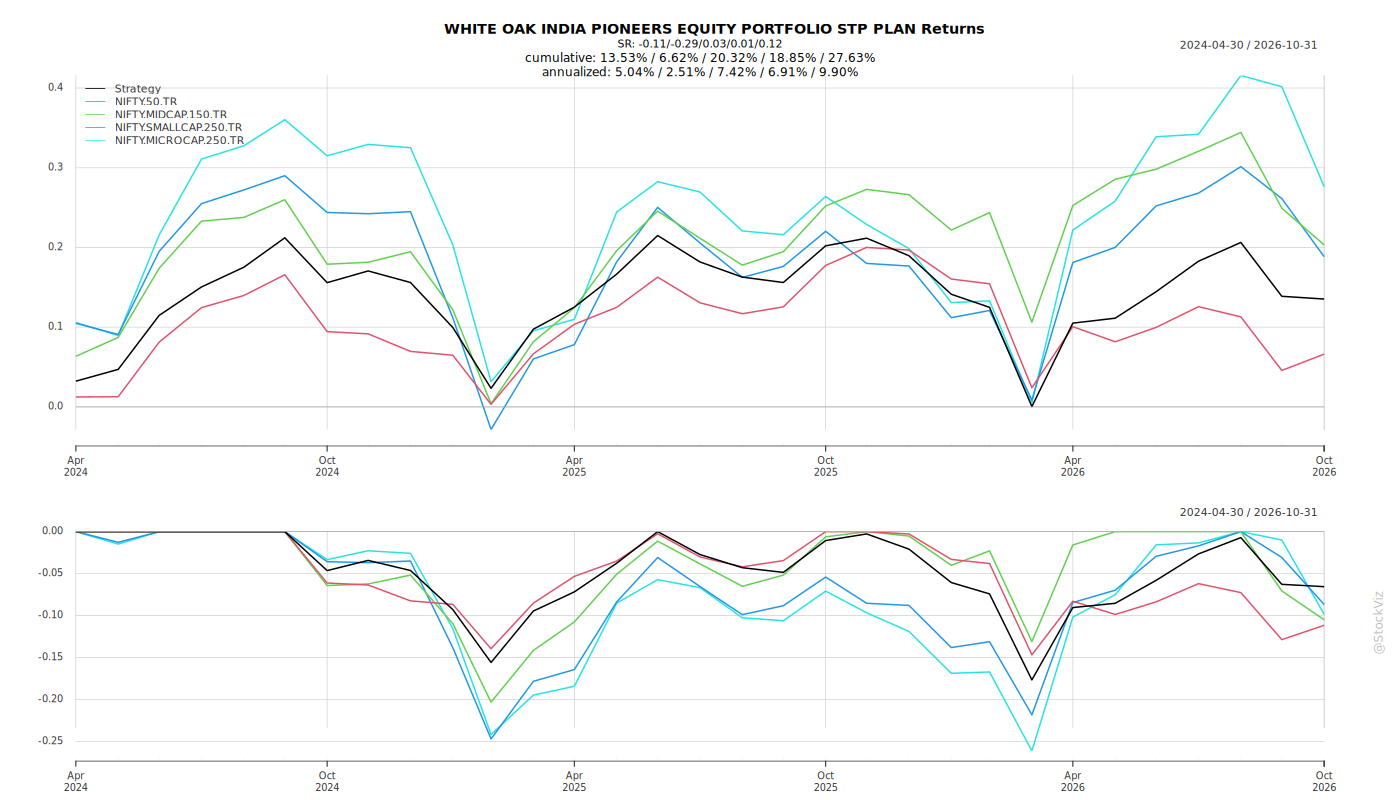 WHITE OAK INDIA PIONEERS EQUITY PORTFOLIO STP PLAN Returns
SR: -0.11/-0.29/0.03/0.01/0.12
cumulative: 13.53% / 6.62% / 20.32% / 18.85% / 27.63%
annualized: 5.04% / 2.51% / 7.42% / 6.91% / 9.90%
2024-04-30 / 2026-10-31
Strategy
NIFTY.50.TR
NIFTY.MIDCAP.150.TR
NIFTY.SMALLCAP.250.TR
NIFTY.MICROCAP.250.TR
0.4
0.3
0.2
0.1
0.0
Apr 2024
Oct 2024
Apr 2025
Oct 2025
Apr 2026
Oct 2026
2024-04-30 / 2026-10-31
0.00
-0.05
-0.10
-0.15
-0.20
-0.25
Apr 2024
Oct 2024
Apr 2025
Oct 2025
Apr 2026
Oct 2026
@StockViz